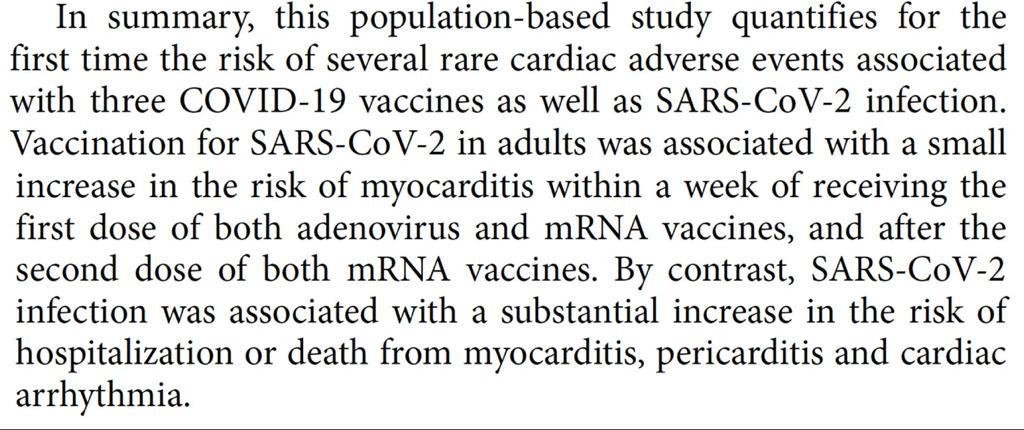 In summary, this population-based study quantifies for the
first time the risk of several rare cardiac adverse events associated
with three COVID-19 vaccines as well as SARS-CoV-2 infection.
Vaccination for SARS-CoV-2 in adults was associated with a small
increase in the risk of myocarditis within a week of receiving the
first dose of both adenovirus and mRNA vaccines, and after the
second dose of both mRNA vaccines. By contrast, SARS-CoV-2
infection was associated with a substantial increase in the risk of
hospitalization or death from myocarditis, pericarditis and cardiac
arrhythmia.